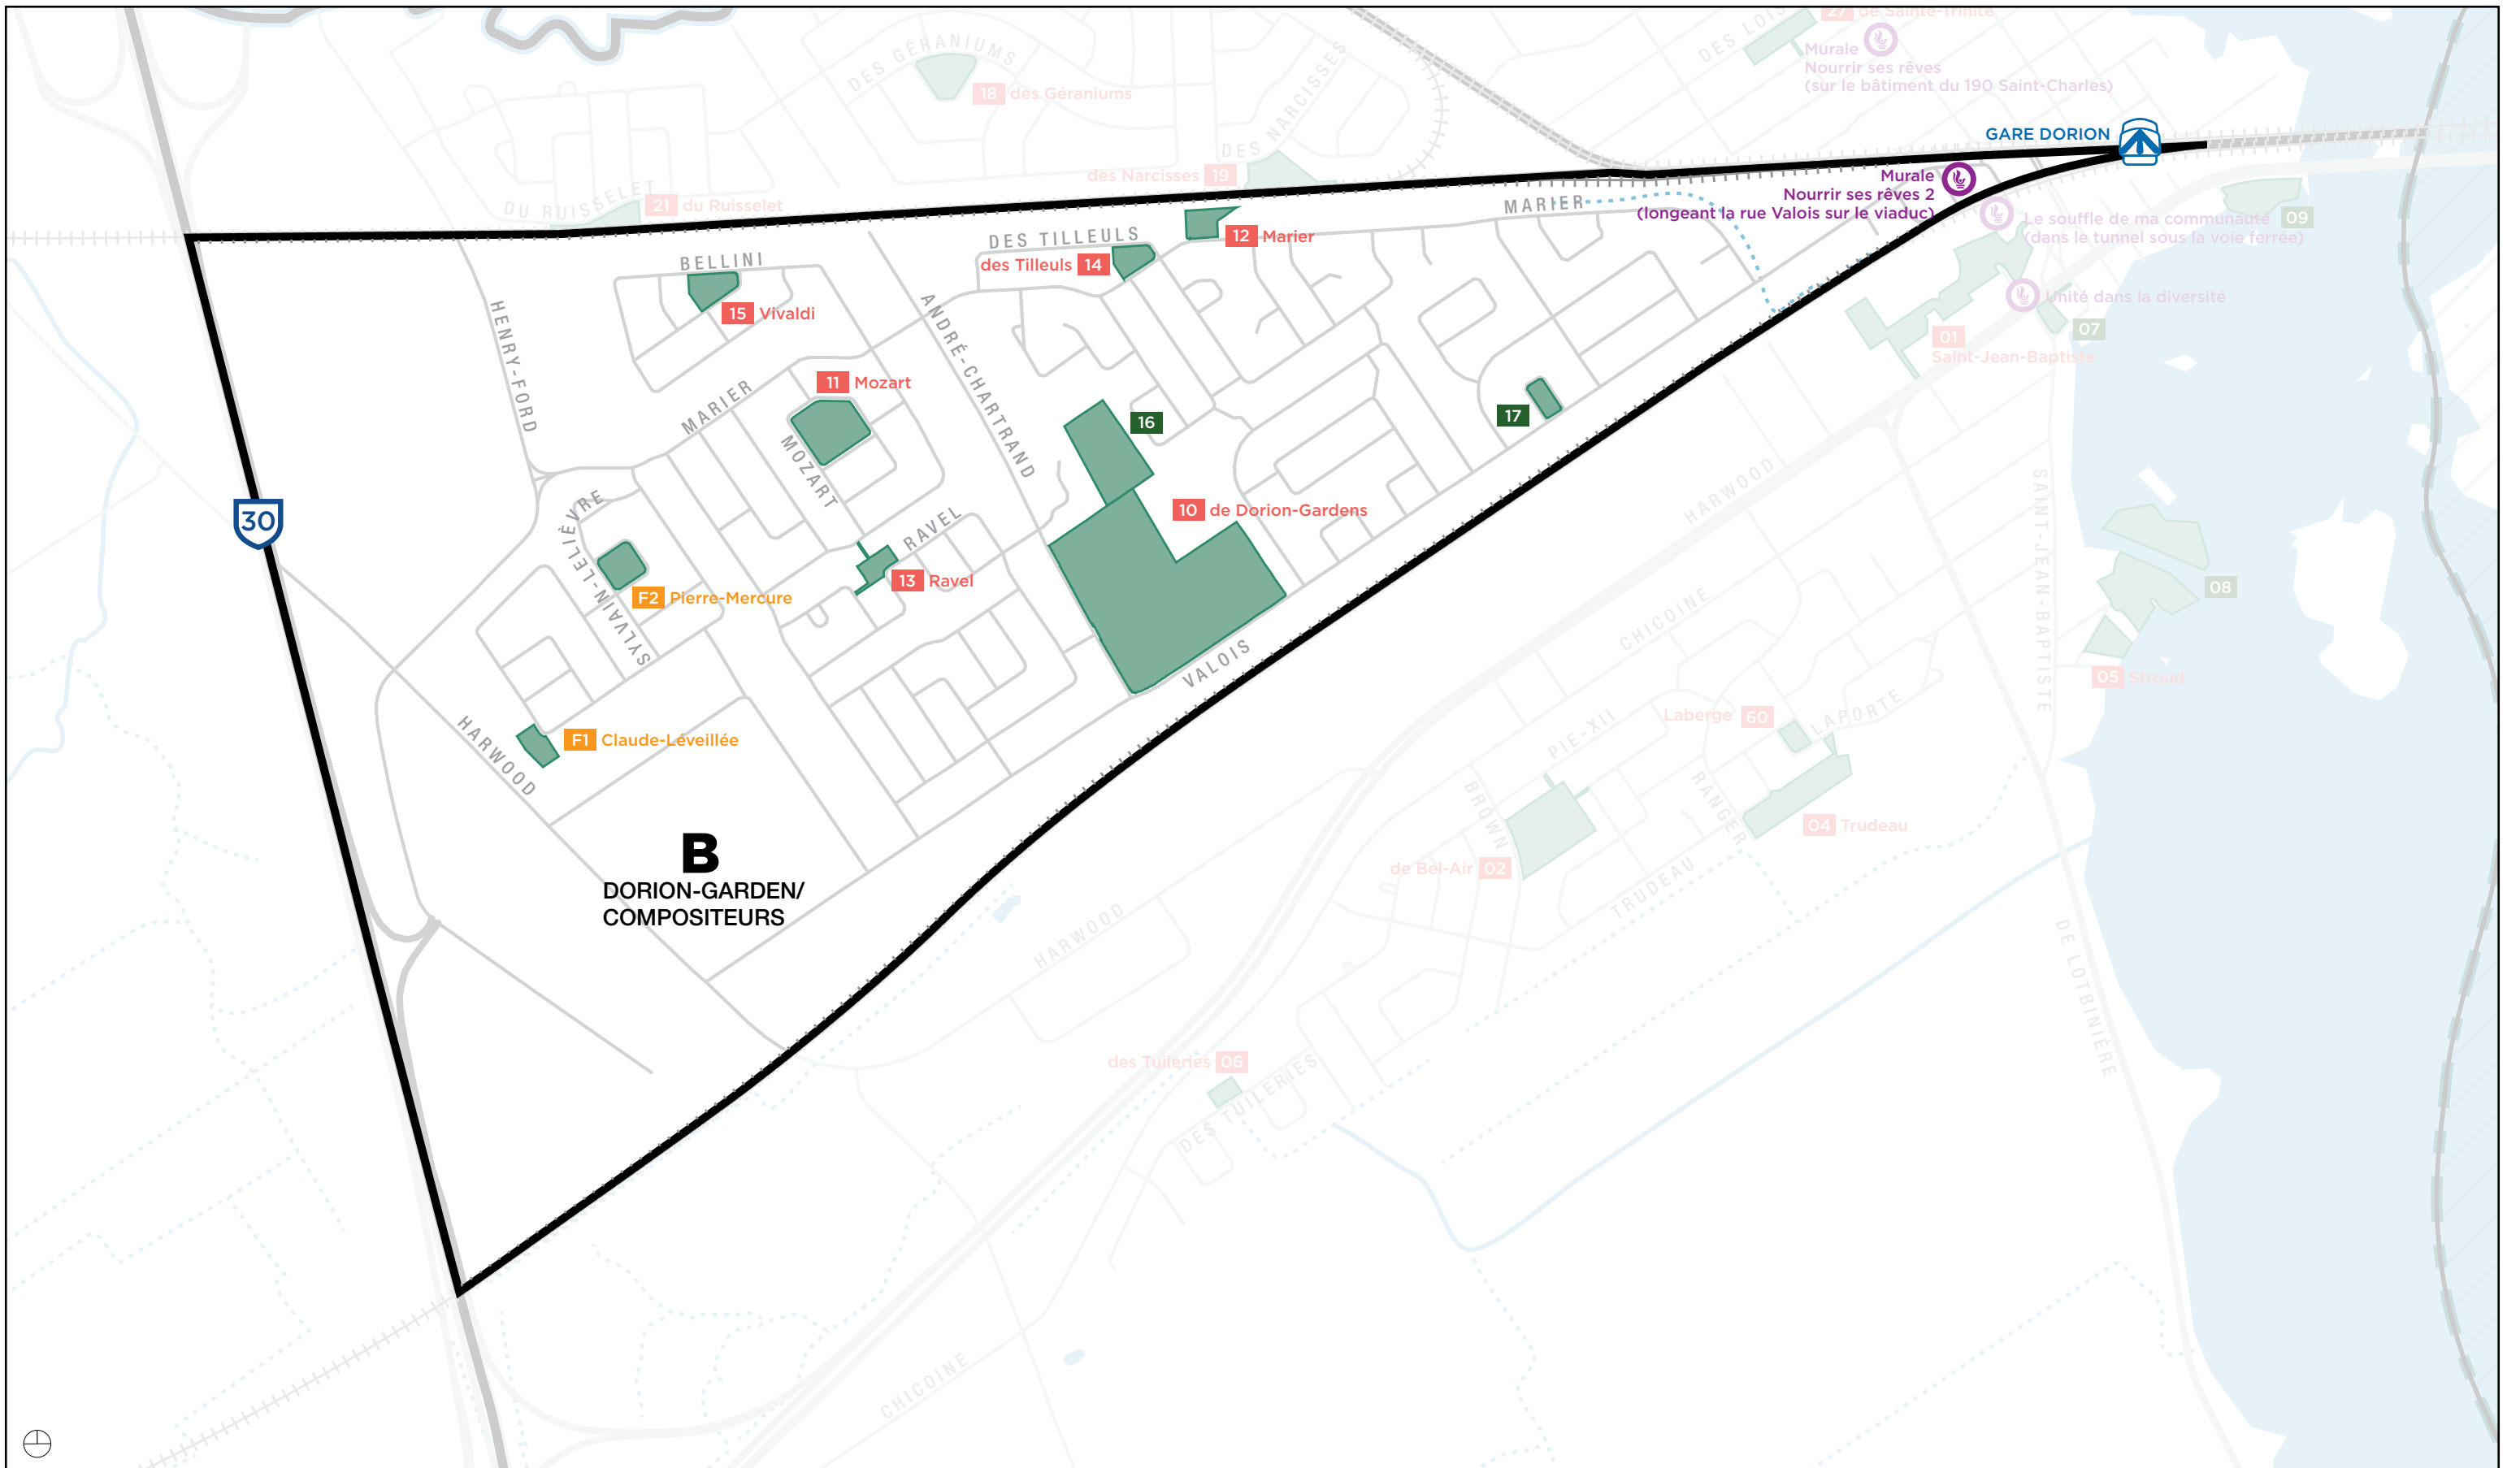 27 de Sainte-Trinité
DES LOIS
Murale
Nourrir ses rêves
(sur le bâtiment du 190 Saint-Charles)
DES GÉRANIUMS
18 des Géraniums
DES NARCISSES
des Narcisses 19
GARE DORION
Murale
Nourrir ses rêves 2
(longeant la rue Valois sur le viaduc)
DU RUISSELET
21 du Ruisselet
MARIER
Le souffle de ma communauté
(dans le tunnel sous la voie ferrée)
09
DES TILLEULS
12 Marier
des Tilleuls 14
BELLINI
15 Vivaldi
HENRY-FORD
ANDRÉ-CHARTRAND
Unité dans la diversité
07
01
Saint-Jean-Baptiste
MARIER
11 Mozart
MOZART
16
17
10 de Dorion-Gardens
30
SYLVAIN-LELIÈVRE
RAVEL
13 Ravel
F2 Pierre-Mercure
HARWOOD
SAINT-JEAN-BAPTISTE
08
CHICOINE
VALOIS
05 Stroud
F1 Claude-Léveillée
HARWOOD
Laberge 60
LAPORTE
PIE-XII
RANGER
BROWN
04 Trudeau
de Bel-Air 02
TRUDEAU
B
DORION-GARDEN/
COMPOSITEURS
HARWOOD
DE LOTBINIÈRE
des Tuileries 06
DES TUILERIES
CHICOINE